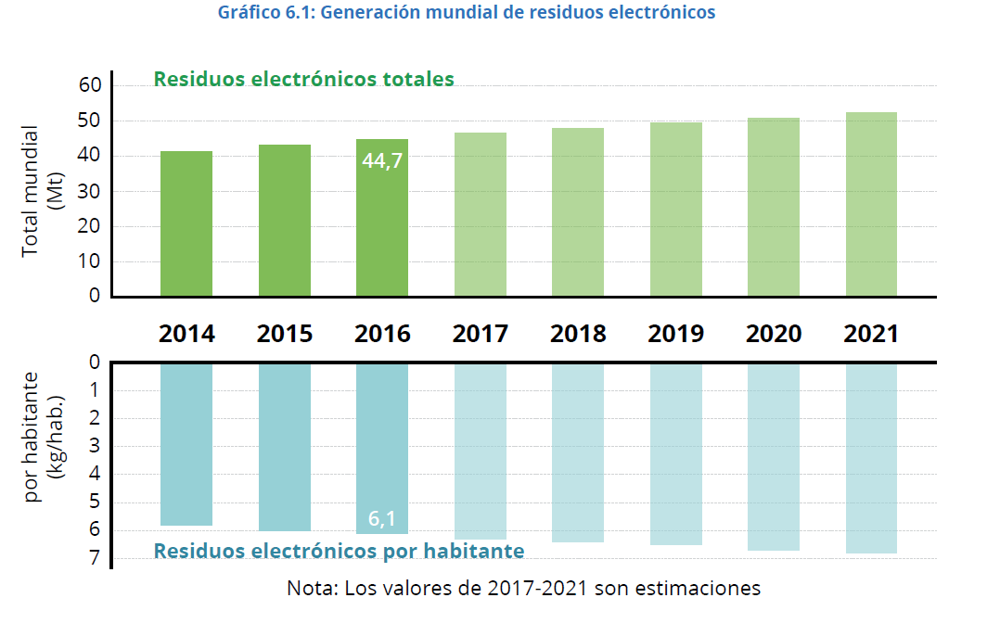 Gráfico 6.1: Generación mundial de residuos electrónicos
Residuos electrónicos totales
Total mundial
(Mt)
60
50
40
30
20
10
0
44,7
2014 2015 2016 2017 2018 2019 2020 2021
por habitante
(kg/hab.)
0
1
2
3
4
5
6
7
6,1
Residuos electrónicos por habitante
Nota: Los valores de 2017-2021 son estimaciones